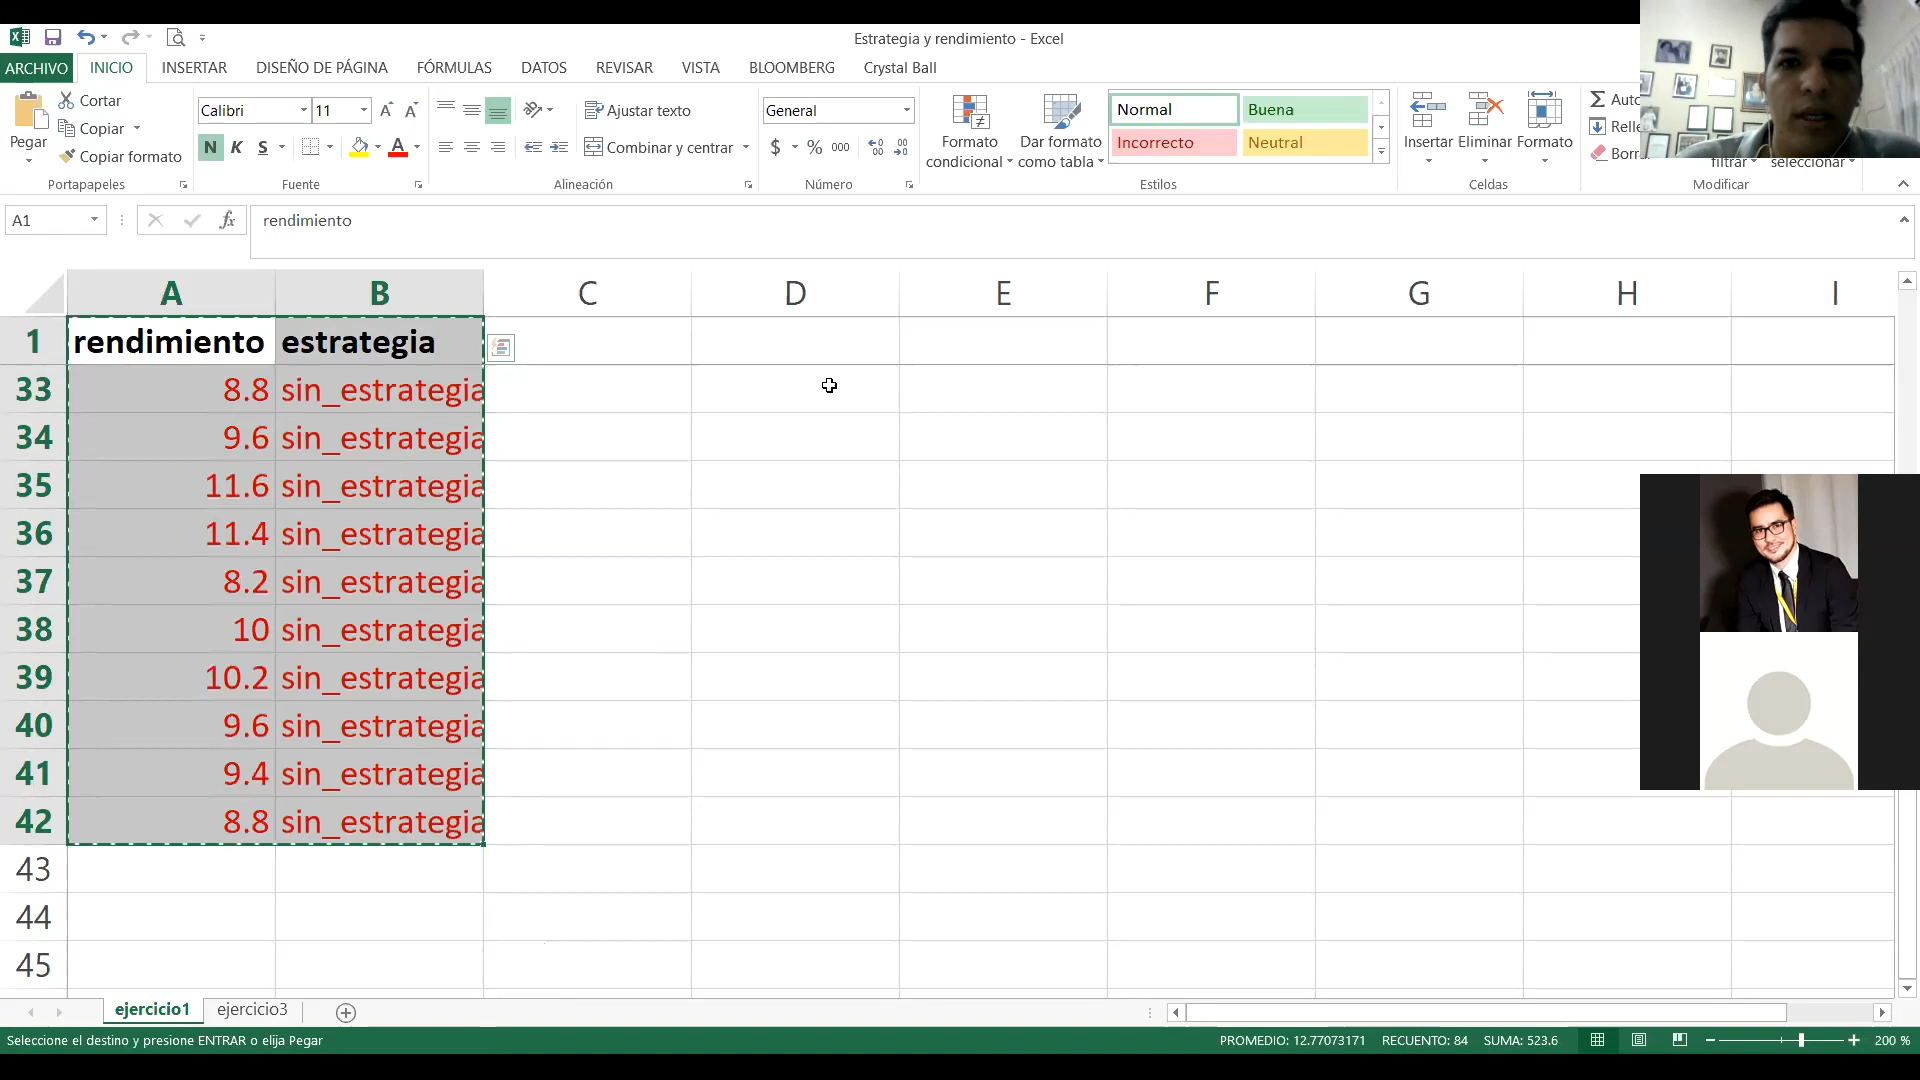 Estrategia y rendimiento - Excel
ARCHIVO INICIO INSERTAR DISEÑO DE PÁGINA FÓRMULAS DATOS REVISAR VISTA BLOOMBERG Crystal Ball
Pegar
Cortar
Copiar
Copiar formato
Portapapeles
Calibri 11
N K S A
Fuente
Ajustar texto
Combinar y centrar
Alineación
General
$ % 000
Número
Formato condicional
Dar formato como tabla
Normal Buena
Incorrecto Neutral
Estilos
Insertar Eliminar Formato
Celdas
filtrar seleccionar
Modificar
A1 fx rendimiento
A B C D E F G H I
1 rendimiento estrategia
33 8.8 sin_estrategia
34 9.6 sin_estrategia
35 11.6 sin_estrategia
36 11.4 sin_estrategia
37 8.2 sin_estrategia
38 10 sin_estrategia
39 10.2 sin_estrategia
40 9.6 sin_estrategia
41 9.4 sin_estrategia
42 8.8 sin_estrategia
43
44
45
ejercicio1 ejercicio3
Seleccione el destino y presione ENTRAR o elija Pegar PROMEDIO: 12.77073171 RECUENTO: 84 SUMA: 523.6 200 %